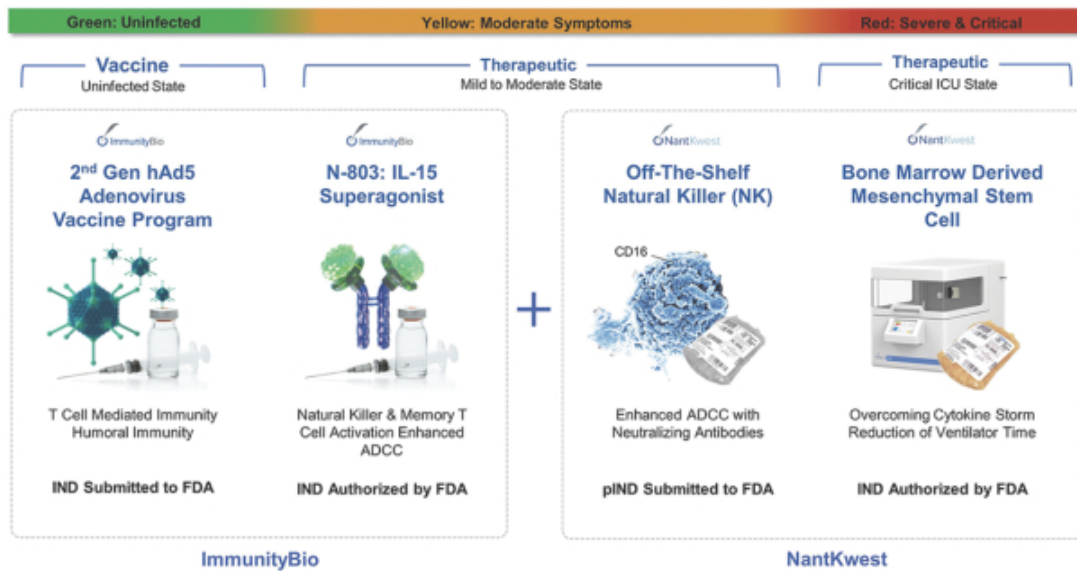 Green: Uninfected
Yellow: Moderate Symptoms
Red: Severe & Critical
Vaccine
Uninfected State
Therapeutic
Mild to Moderate State
Therapeutic
Critical ICU State
ImmunityBio
2nd Gen hAd5
Adenovirus
Vaccine Program
T Cell Mediated Immunity
Humoral Immunity
IND Submitted to FDA
ImmunityBio
N-803: IL-15
Superagonist
Natural Killer & Memory T
Cell Activation Enhanced
ADCC
IND Authorized by FDA
+
NantKwest
Off-The-Shelf
Natural Killer (NK)
CD16
Enhanced ADCC with
Neutralizing Antibodies
pIND Submitted to FDA
NantKwest
Bone Marrow Derived
Mesenchymal Stem
Cell
Overcoming Cytokine Storm
Reduction of Ventilator Time
IND Authorized by FDA
ImmunityBio
NantKwest